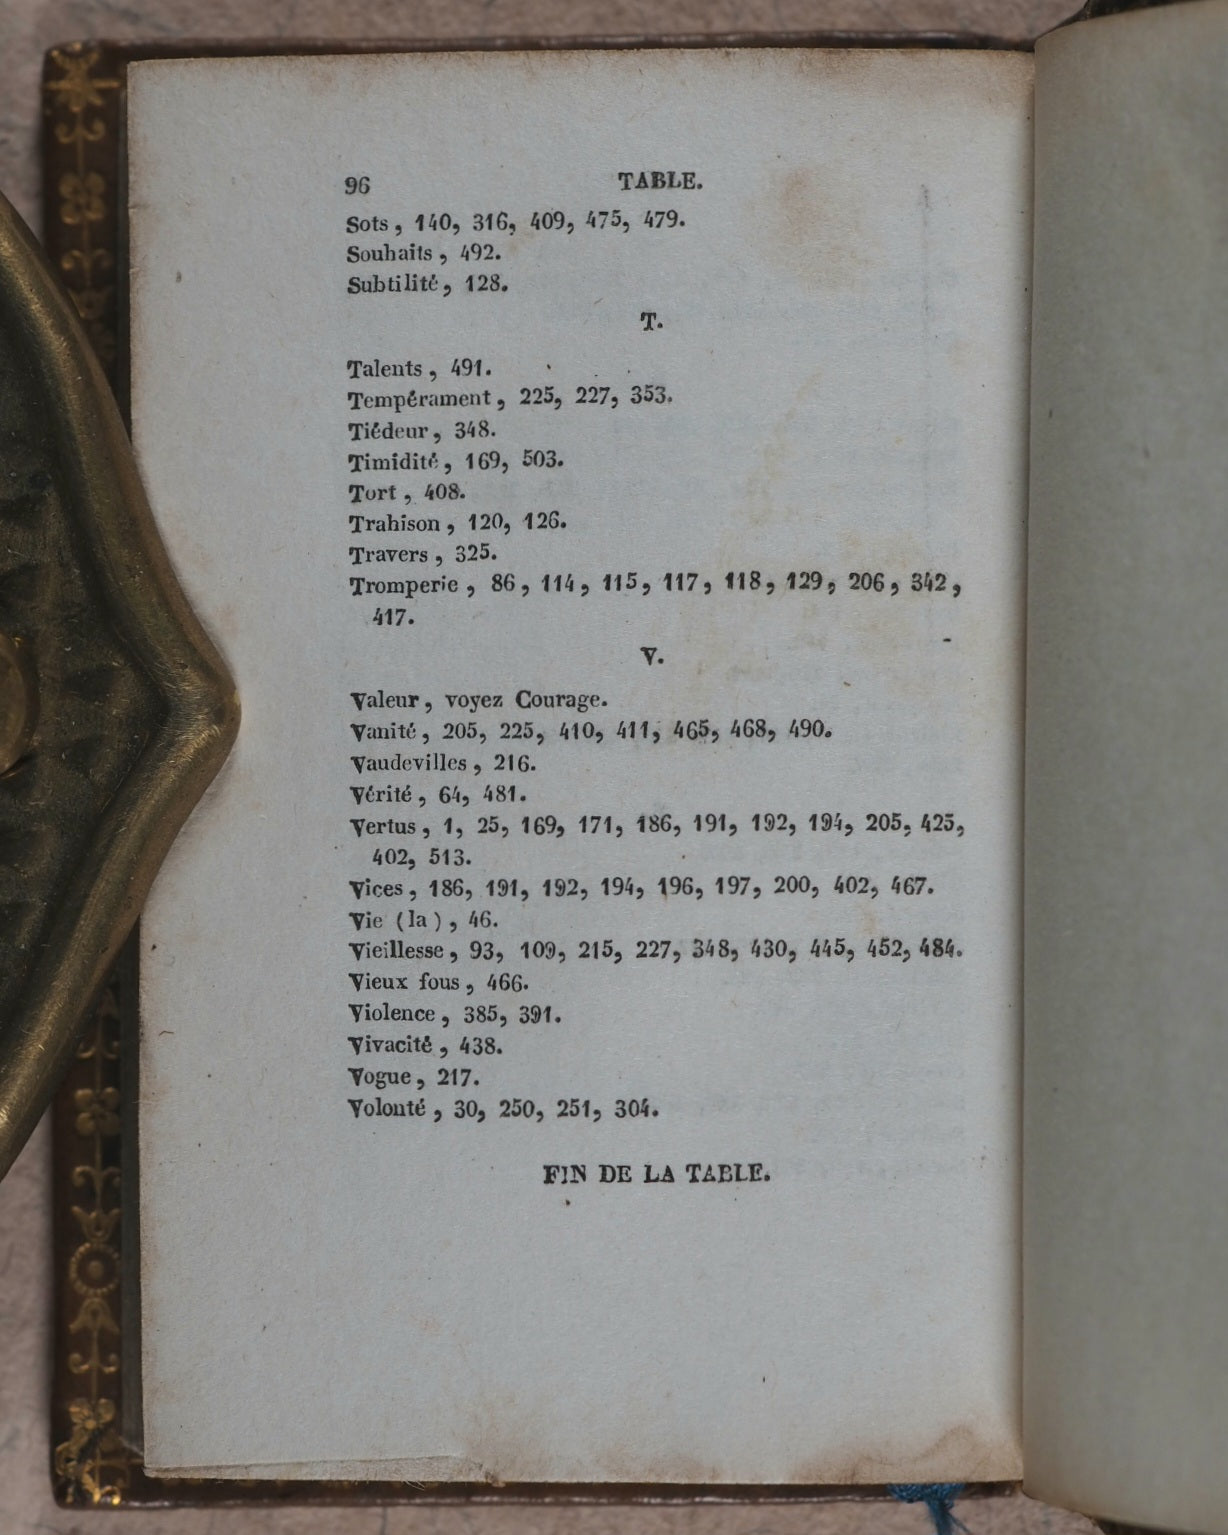 96 TABLE.
Sots, 140, 316, 409, 475, 479.
Souhaits, 492.
Subtilité, 128.
T.
Talents, 491.
Tempérament, 225, 227, 353.
Tiédeur, 348.
Timidité, 169, 503.
Tort, 408.
Trahison, 120, 126.
Travers, 325.
Tromperie, 86, 114, 115, 117, 118, 129, 206, 342,
417.
V.
Valeur, voyez Courage.
Vanité, 205, 225, 410, 411, 465, 468, 490.
Vaudevilles, 216.
Vérité, 64, 481.
Vertus, 1, 25, 169, 171, 186, 191, 192, 194, 205, 425,
402, 513.
Vices, 186, 191, 192, 194, 196, 197, 200, 402, 467.
Vie (la), 46.
Vieillesse, 93, 109, 215, 227, 348, 430, 445, 452, 484.
Vieux fous, 466.
Violence, 385, 391.
Vivacité, 438.
Vogue, 217.
Volonté, 30, 250, 251, 304.
FIN DE LA TABLE.